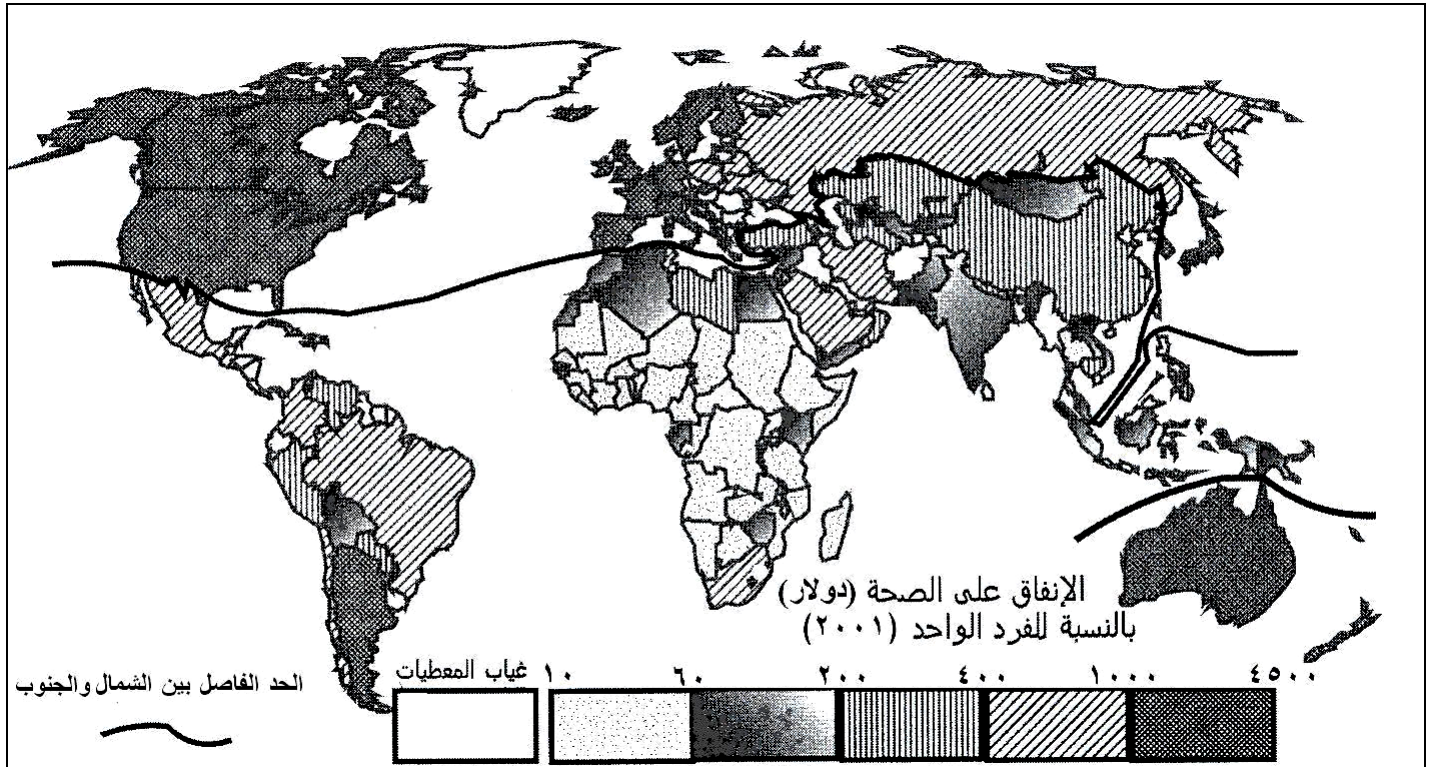 الإنفاق على الصحة (دولار)
بالنسبة للفرد الواحد (٢٠٠١)
الحد الفاصل بين الشمال والجنوب
غياب المعطيات
١٠ ٦٠ ٢٠٠ ٤٠٠ ١٠٠٠ ٤٥٠٠